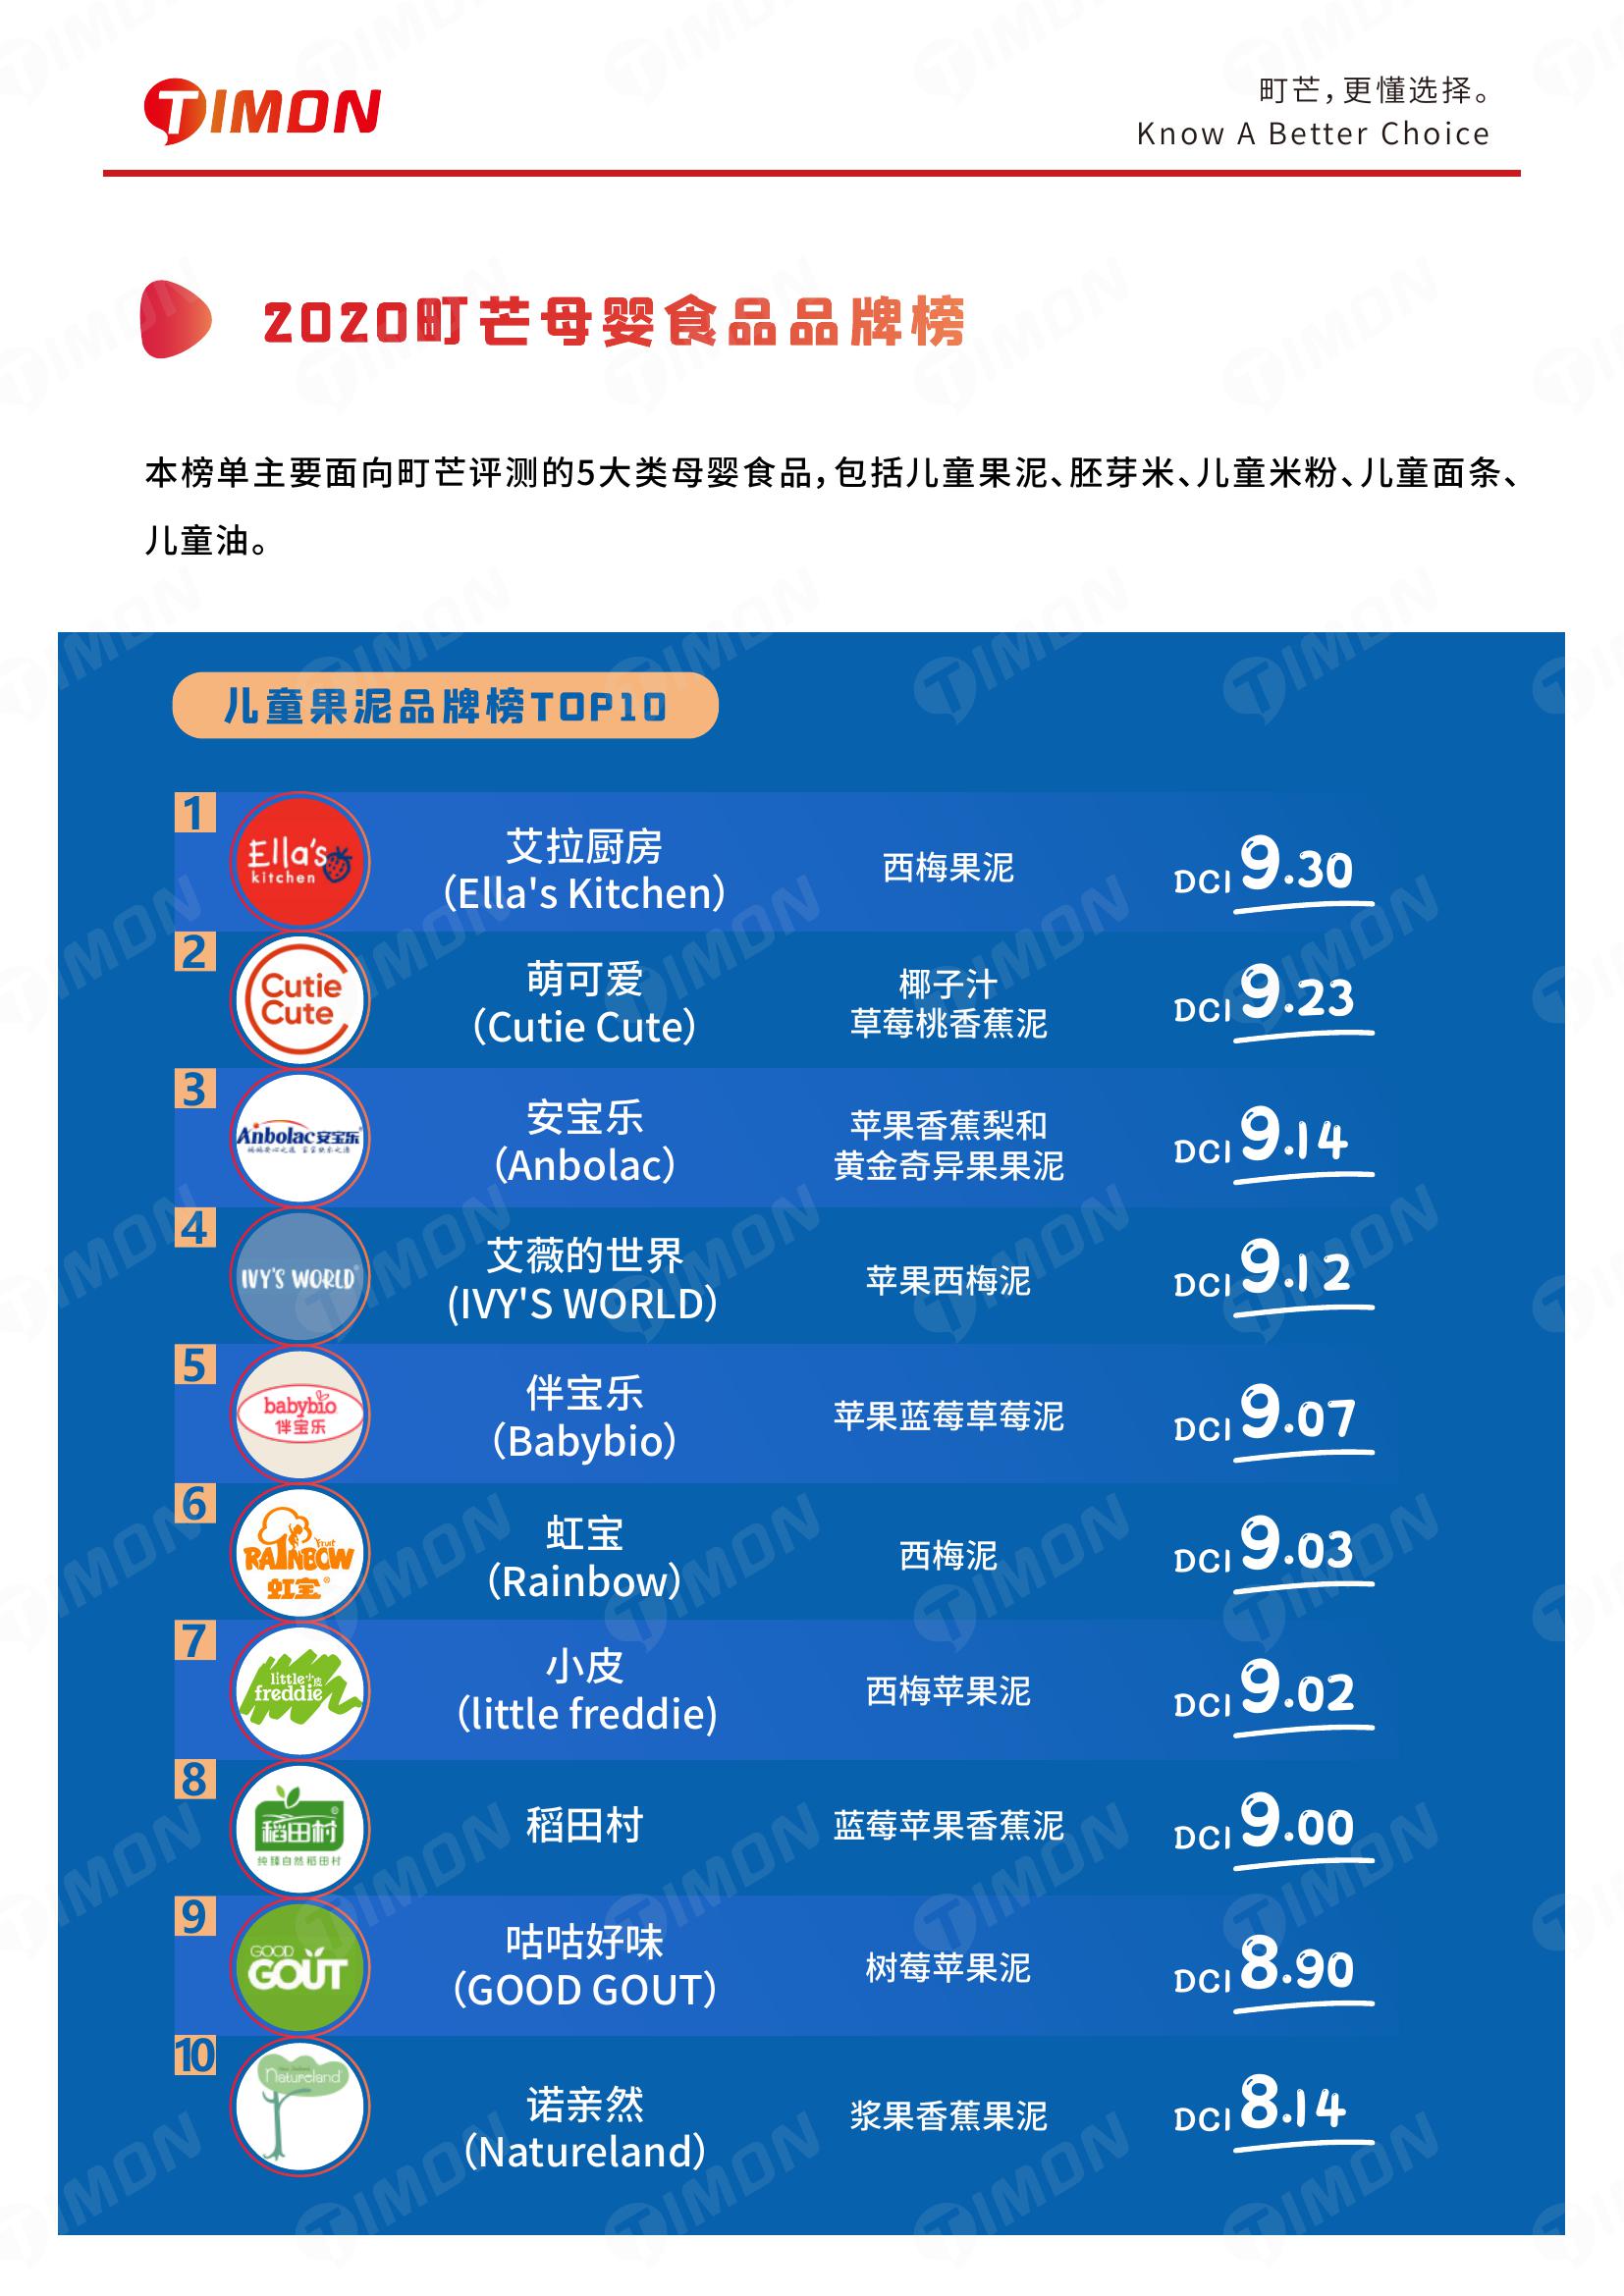 TIMON
町芒，更懂选择。
Know A Better Choice
2020町芒母婴食品品牌榜
本榜单主要面向町芒评测的5大类母婴食品，包括儿童果泥、胚芽米、儿童米粉、儿童面条、
儿童油。
儿童果泥品牌榜TOP10
1
Ella's
kitchen
艾拉厨房
（Ella's Kitchen）
西梅果泥
DCI 9.30
2
Cutie
Cute
萌可爱
（Cutie Cute）
椰子汁
草莓桃香蕉泥
DCI 9.23
3
Anbolac安宝乐
安宝乐
（Anbolac）
苹果香蕉梨和
黄金奇异果果泥
DCI 9.14
4
IVY'S WORLD
艾薇的世界
(IVY'S WORLD）
苹果西梅泥
DCI 9.12
5
babybio
伴宝乐
伴宝乐
（Babybio）
苹果蓝莓草莓泥
DCI 9.07
6
Fruit
RAINBOW
虹宝®
虹宝
（Rainbow）
西梅泥
DCI 9.03
7
little小皮
freddie
小皮
（little freddie)
西梅苹果泥
DCI 9.02
8
稻田村
纯臻自然稻田村
稻田村
蓝莓苹果香蕉泥
DCI 9.00
9
GOOD
GOUT
咕咕好味
（GOOD GOUT）
树莓苹果泥
DCI 8.90
10
Natureland
诺亲然
（Natureland）
浆果香蕉果泥
DCI 8.14